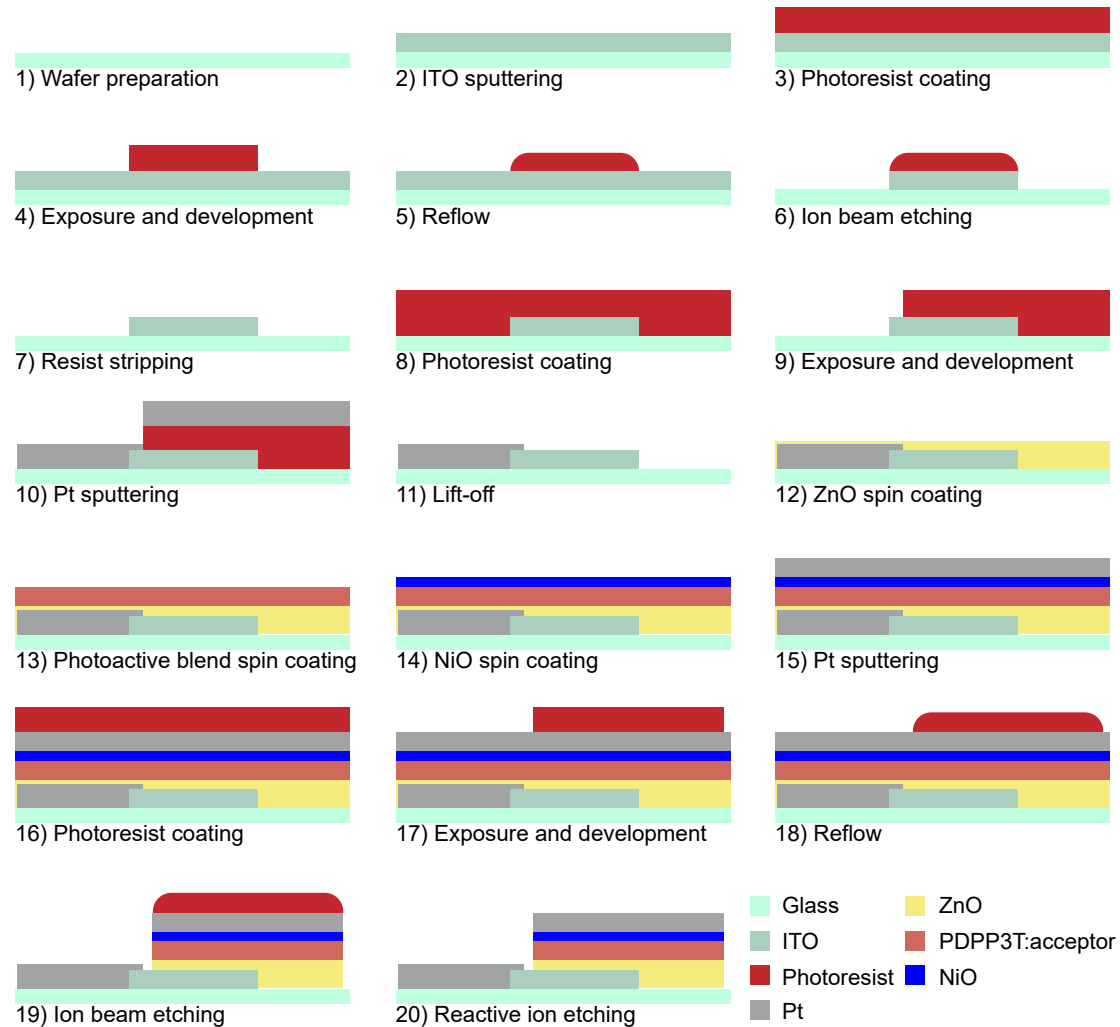 1) Wafer preparation
2) ITO sputtering
3) Photoresist coating
4) Exposure and development
5) Reflow
6) Ion beam etching
7) Resist stripping
8) Photoresist coating
9) Exposure and development
10) Pt sputtering
11) Lift-off
12) ZnO spin coating
13) Photoactive blend spin coating
14) NiO spin coating
15) Pt sputtering
16) Photoresist coating
17) Exposure and development
18) Reflow
19) Ion beam etching
20) Reactive ion etching
Glass
ITO
Photoresist
Pt
ZnO
PDPP3T:acceptor
NiO